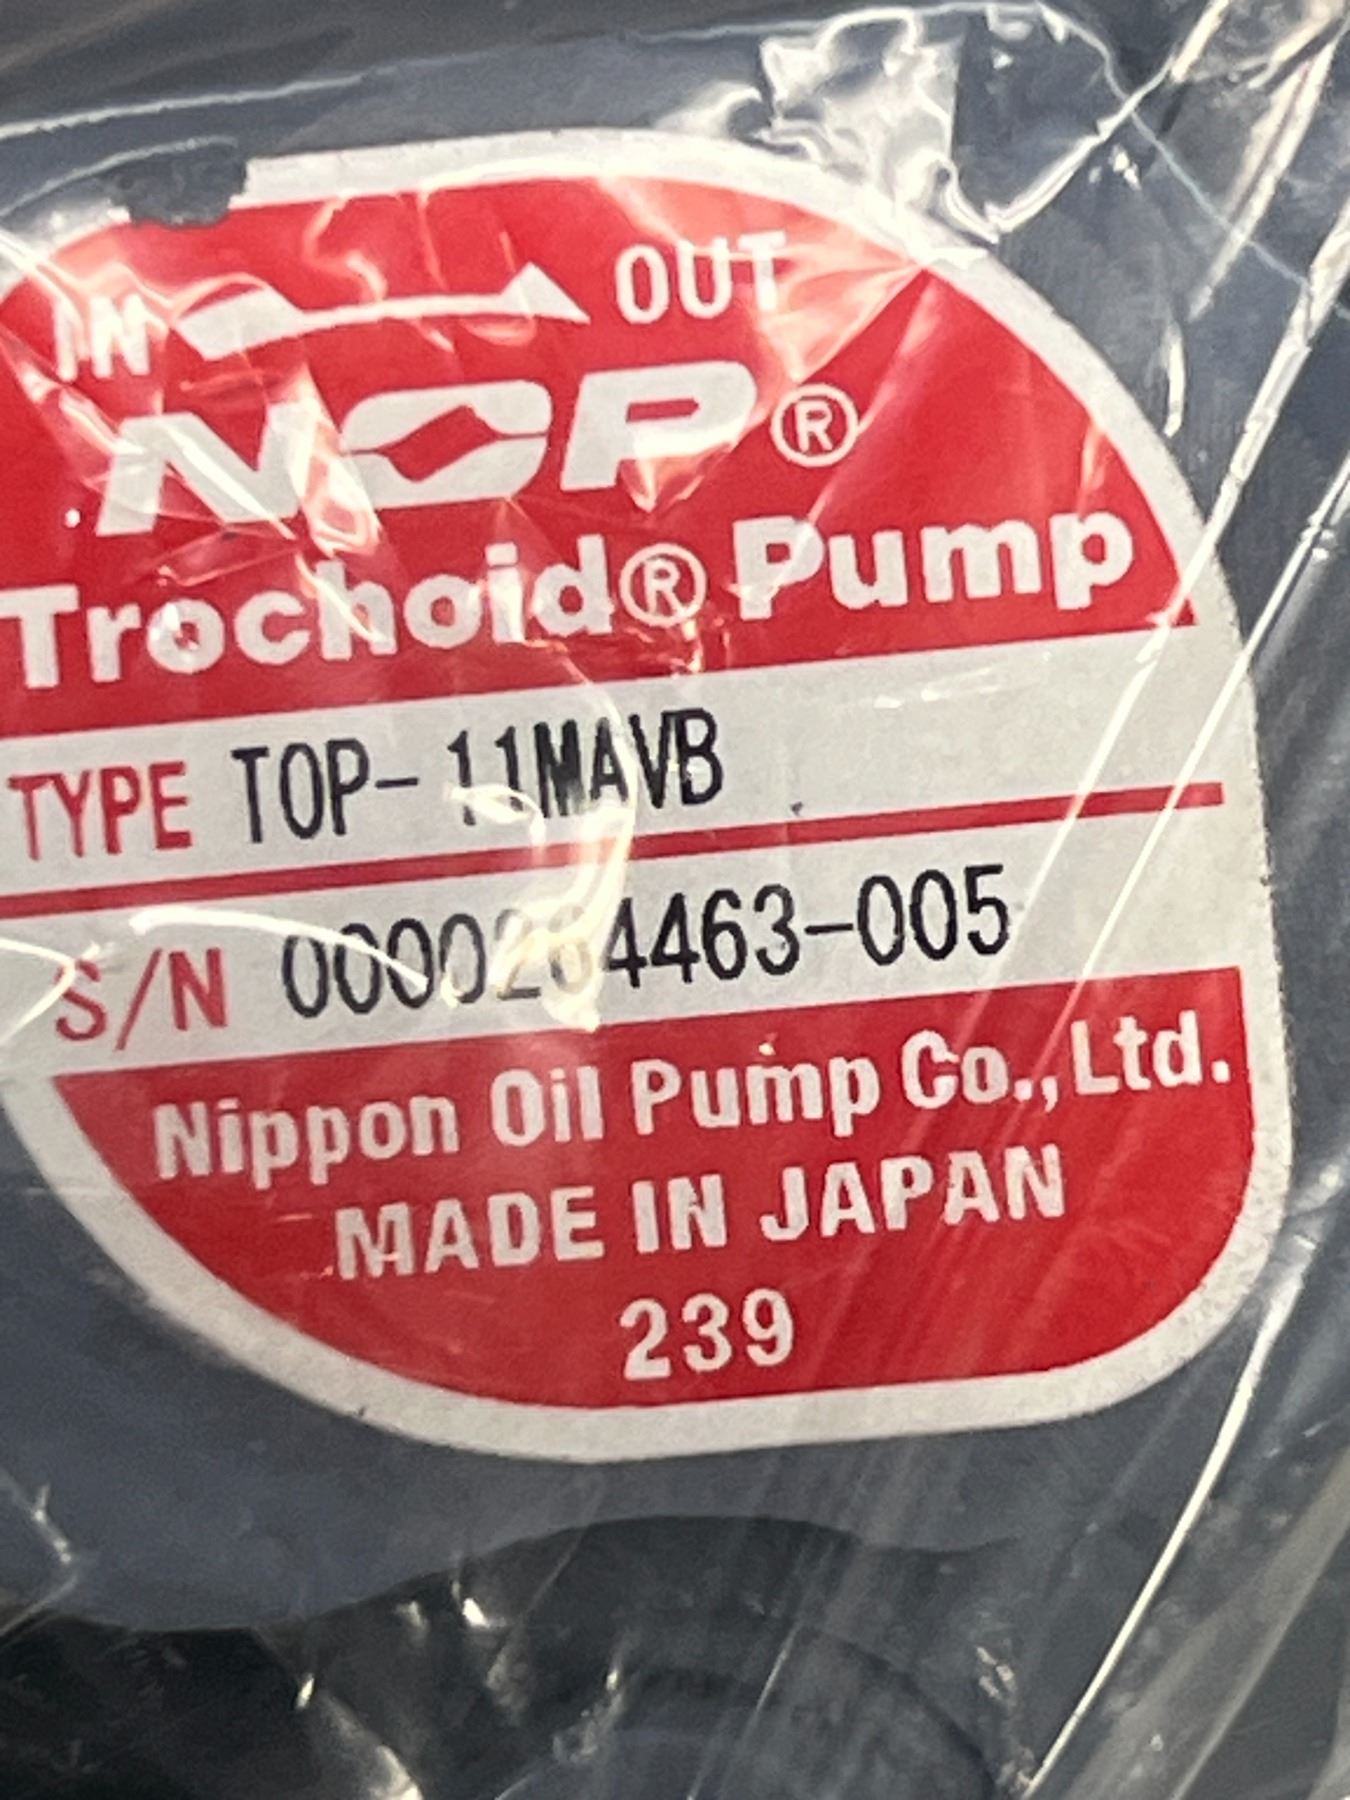 IN OUT
NOP®
Trochoid® Pump
TYPE TOP-11MAVB
S/N 0000264463-005
Nippon Oil Pump Co., Ltd.
MADE IN JAPAN
239